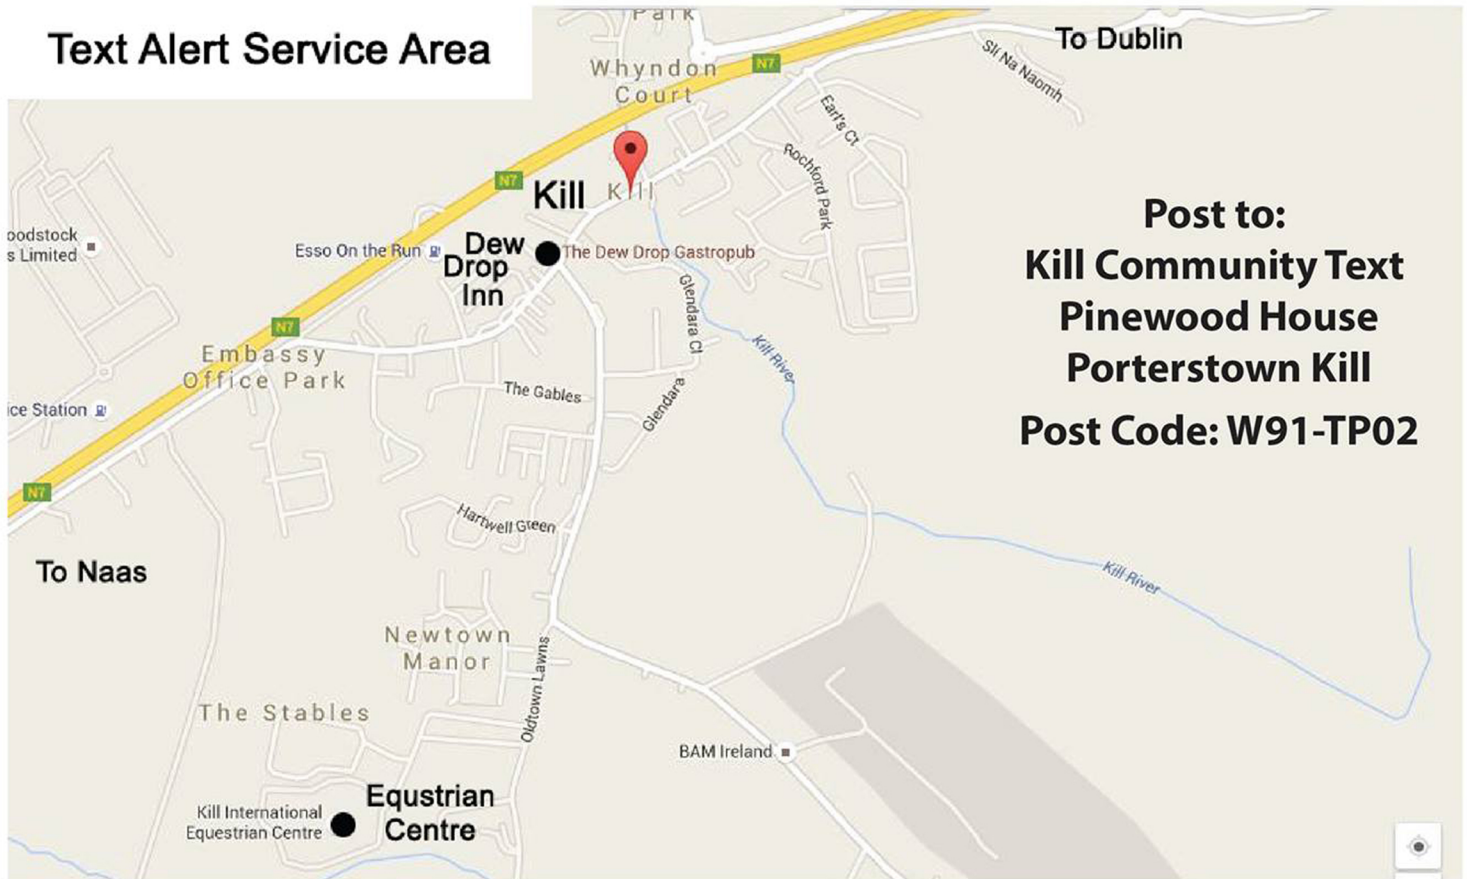 Text Alert Service Area
Park
To Dublin
Whyndon
Court
N7
Sli Na Naomh
Earl's Ct
Rochford Park
N7
Kill
Kill
Post to:
Kill Community Text
Pinewood House
Porterstown Kill
Post Code: W91-TP02
oodstock
s Limited
Esso On the Run
Dew
Drop
Inn
The Dew Drop Gastropub
Glendara Ct
N7
Embassy
Office Park
Kill River
The Gables
Glendara
ice Station
N7
Hartwell Green
To Naas
Kill River
Newtown
Manor
Oldtown Lawns
The Stables
BAM Ireland
Equstrian
Centre
Kill International
Equestrian Centre